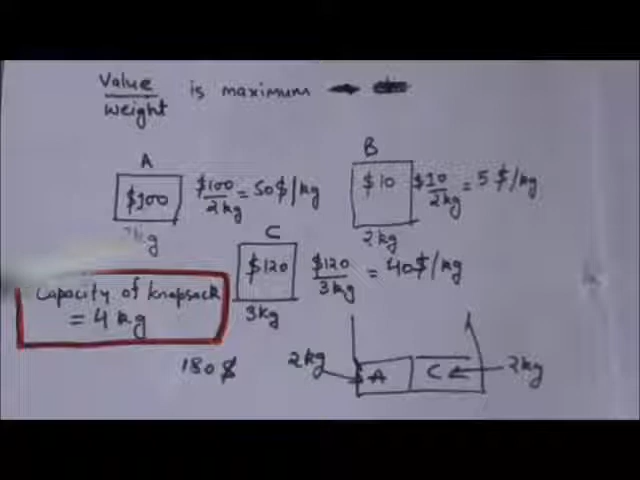 Value
weight
is maximum
A
$100
$100
2kg
= 50$/kg
kg
B
$10
$10
2kg
= 5$/kg
2kg
C
$120
$120
3kg
= 40$/kg
3kg
Capacity of knapsack
= 4 kg
180 $
2kg
A
C
2kg